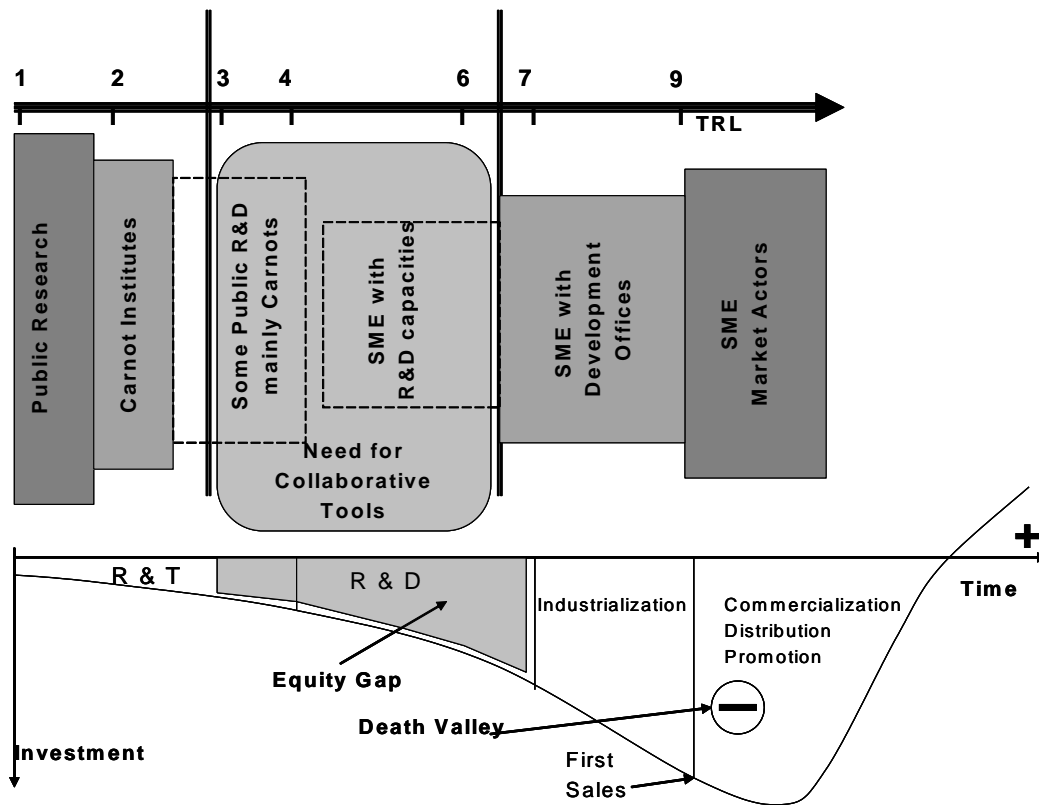 1 2 3 4 6 7 9
TRL
Public Research
Carnot Institutes
Some Public R&D
mainly Carnots
SME with
R&D capacities
SME with
Development
Offices
SME
Market Actors
Need for
Collaborative
Tools
+
R & T
R & D
Time
Industrialization
Commercialization
Distribution
Promotion
Equity Gap
Death Valley
Investment
First
Sales